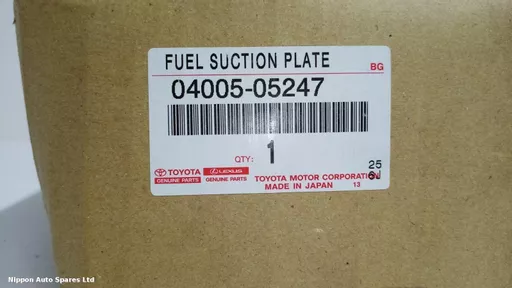 FUEL SUCTION PLATE
BG
04005-05247
QTY: 1
TOYOTA
GENUINE PARTS
LEXUS
GENUINE PARTS
25
TOYOTA MOTOR CORPORATION
MADE IN JAPAN 13
Nippon Auto Spares Ltd